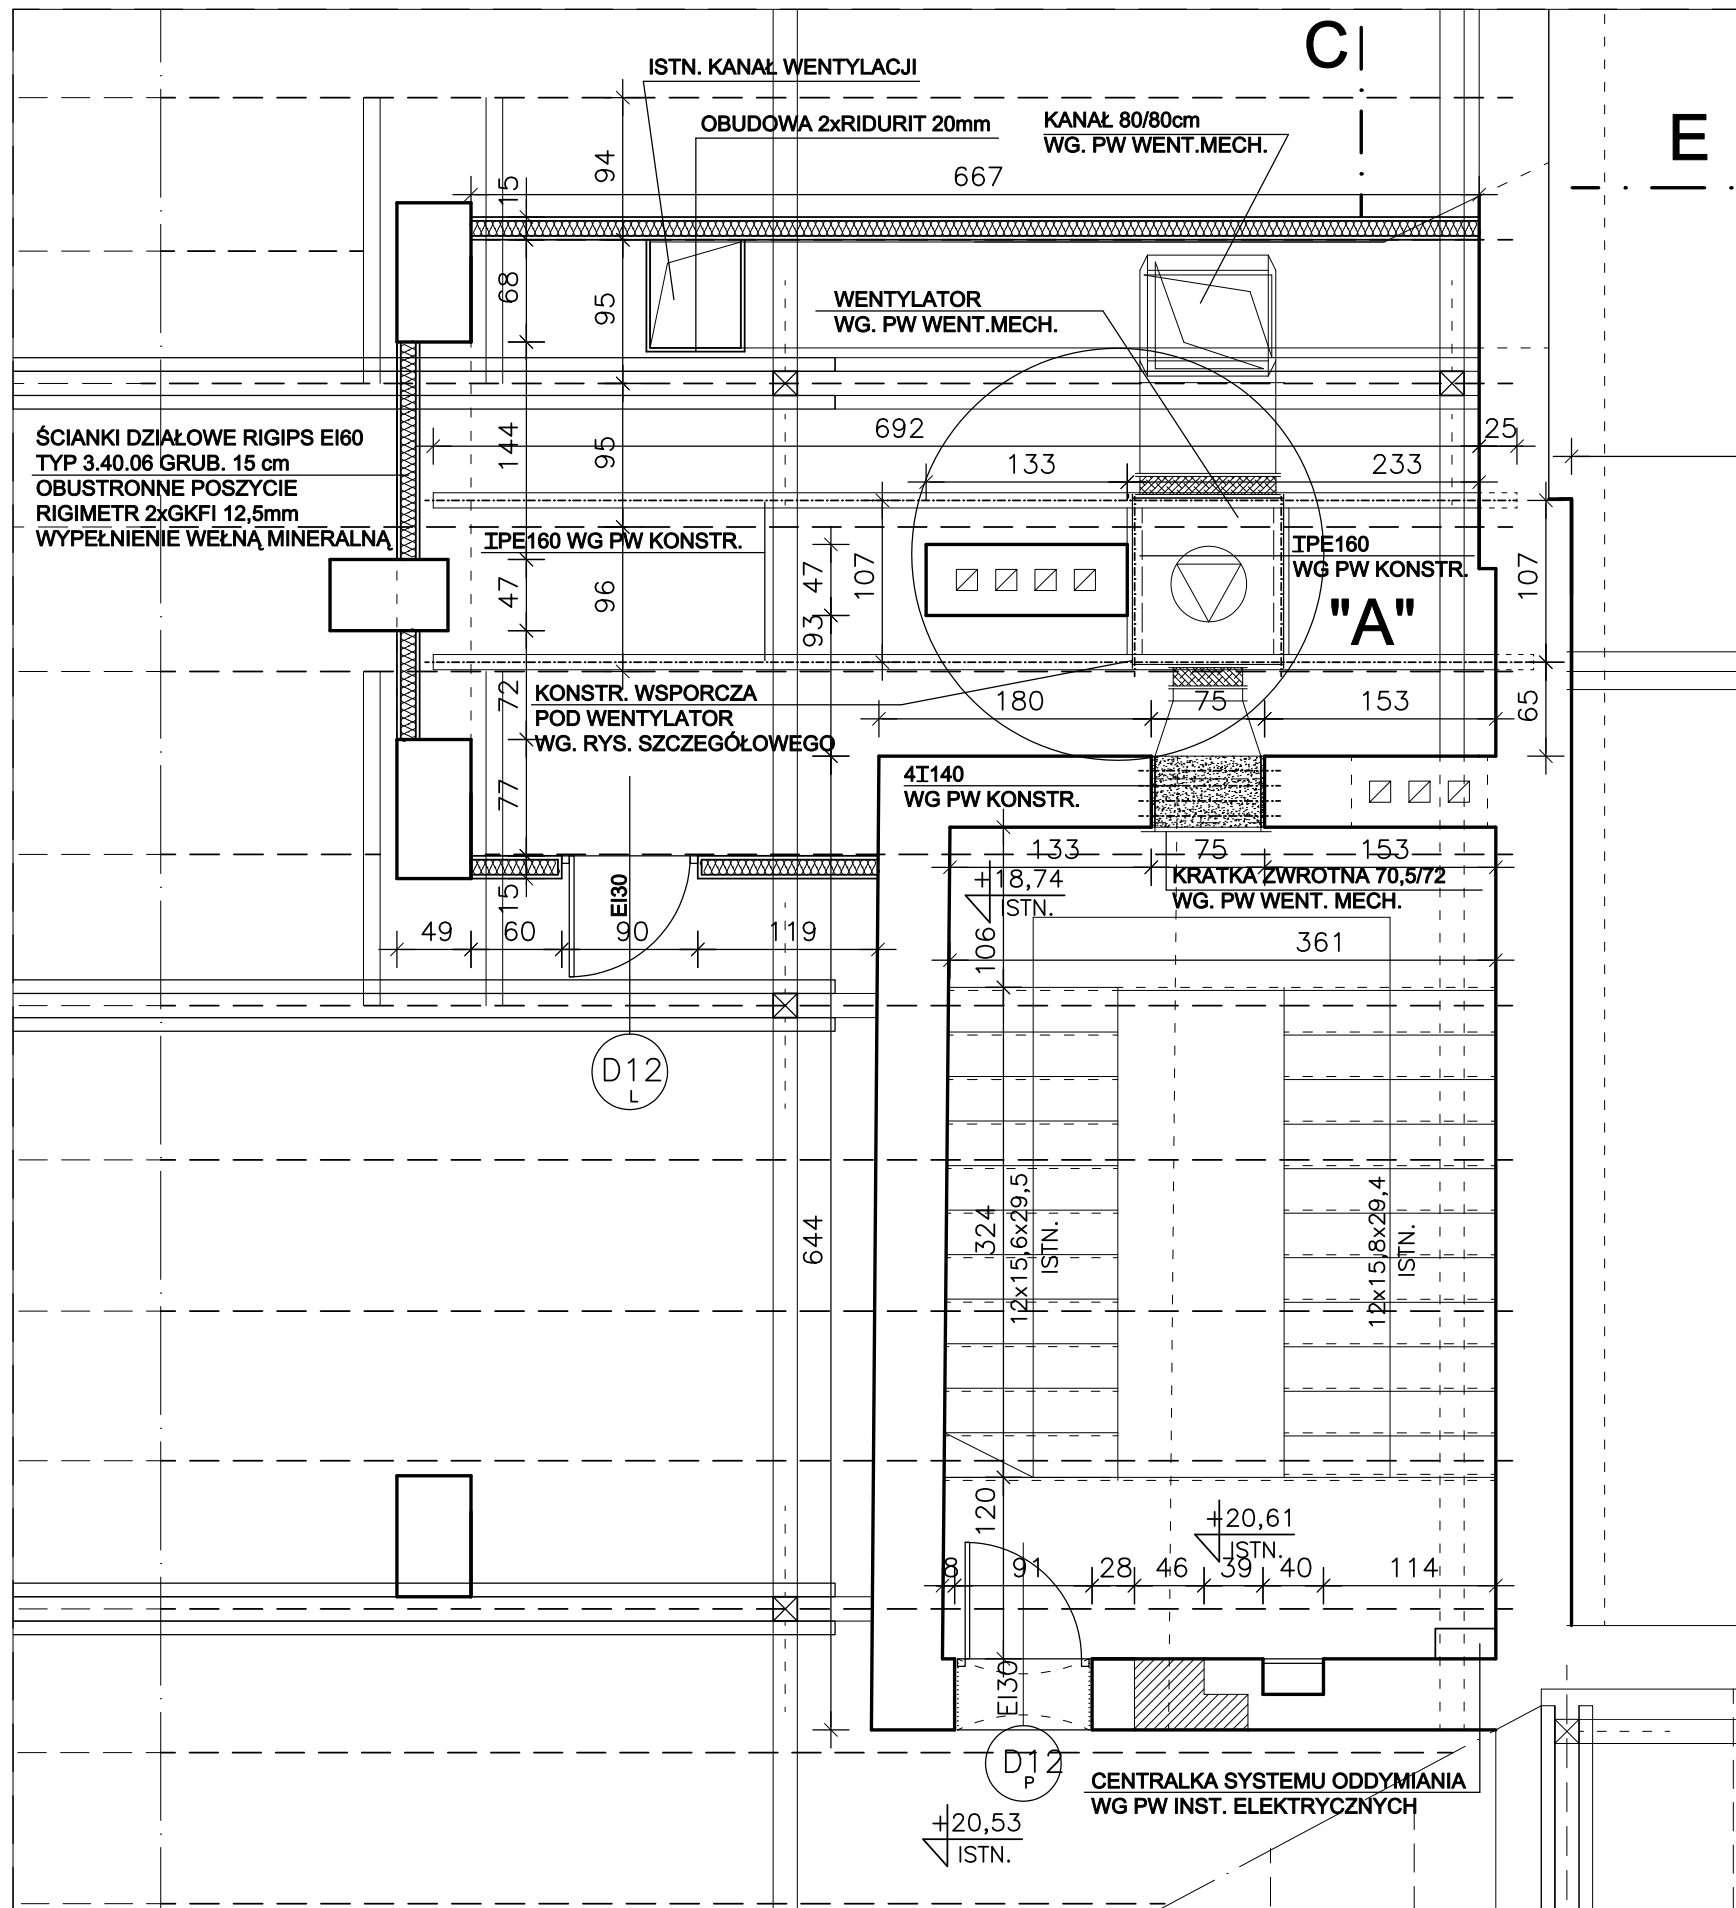 C
E
ISTN. KANAŁ WENTYLACJI
OBUDOWA 2xRIDURIT 20mm
KANAŁ 80/80cm
WG. PW WENT.MECH.
667
15
94
68
95
WENTYLATOR
WG. PW WENT.MECH.
ŚCIANKI DZIAŁOWE RIGIPS EI60
TYP 3.40.06 GRUB. 15 cm
OBUSTRONNE POSZYCIE
RIGIMETR 2xGKFI 12,5mm
WYPEŁNIENIE WEŁNĄ MINERALNĄ
144
95
692
25
133
233
IPE160 WG PW KONSTR.
IPE160
WG PW KONSTR.
"A"
47
96
47
93
107
107
KONSTR. WSPORCZA
POD WENTYLATOR
WG. RYS. SZCZEGÓŁOWEGO
72
180
75
153
65
77
4I140
WG PW KONSTR.
133
75
153
15
EI30
+18,74
ISTN.
KRATKA ZWROTNA 70,5/72
WG. PW WENT. MECH.
49
60
90
119
106
361
D12
L
644
324
12x15,6x29,5
ISTN.
12x15,8x29,4
ISTN.
120
+20,61
ISTN.
8
91
28
46
39
40
114
EI30
D12
P
CENTRALKA SYSTEMU ODDYMIANIA
WG PW INST. ELEKTRYCZNYCH
+20,53
ISTN.